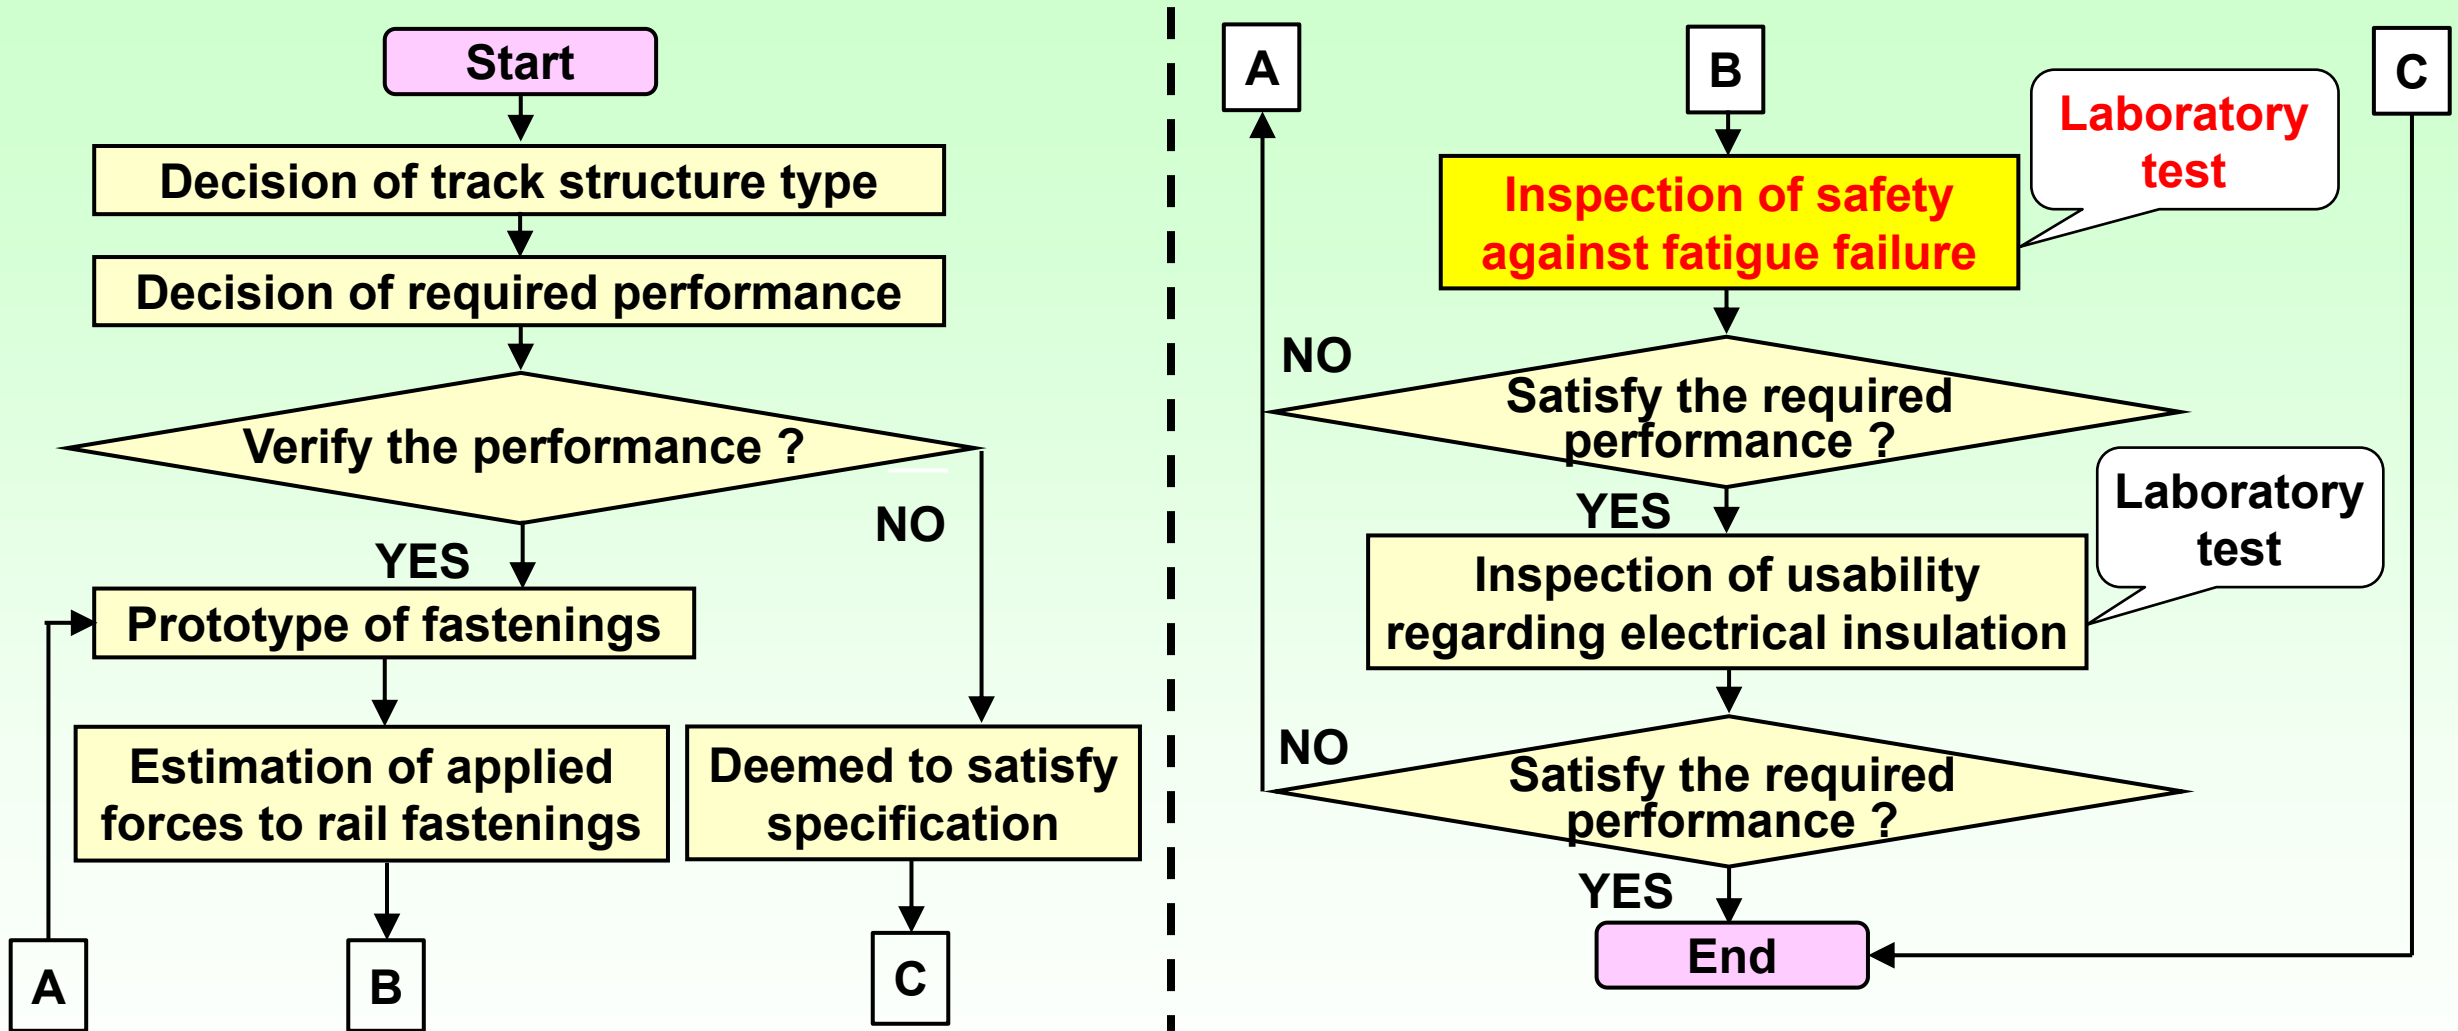 Start
Decision of track structure type
Decision of required performance
Verify the performance ?
NO
YES
Prototype of fastenings
Estimation of applied
forces to rail fastenings
Deemed to satisfy
specification
A
B
C
A
B
C
Laboratory
test
Inspection of safety
against fatigue failure
NO
Satisfy the required
performance ?
YES
Laboratory
test
Inspection of usability
regarding electrical insulation
NO
Satisfy the required
performance ?
YES
End